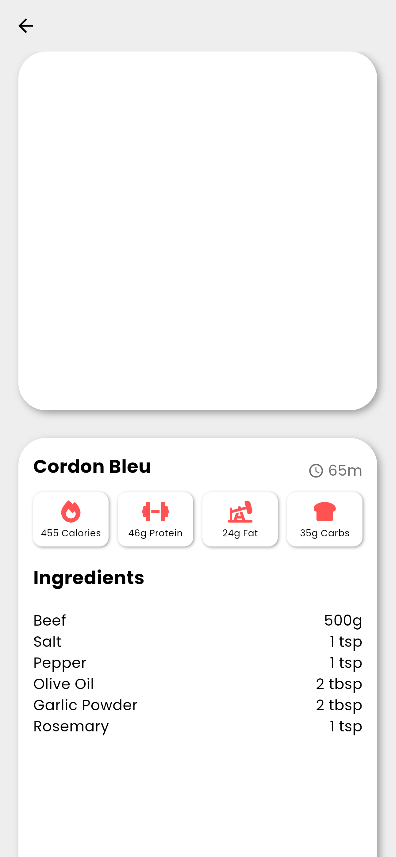 Cordon Bleu
65m
455 Calories
46g Protein
24g Fat
35g Carbs
Ingredients
Beef 500g
Salt 1 tsp
Pepper 1 tsp
Olive Oil 2 tbsp
Garlic Powder 2 tbsp
Rosemary 1 tsp